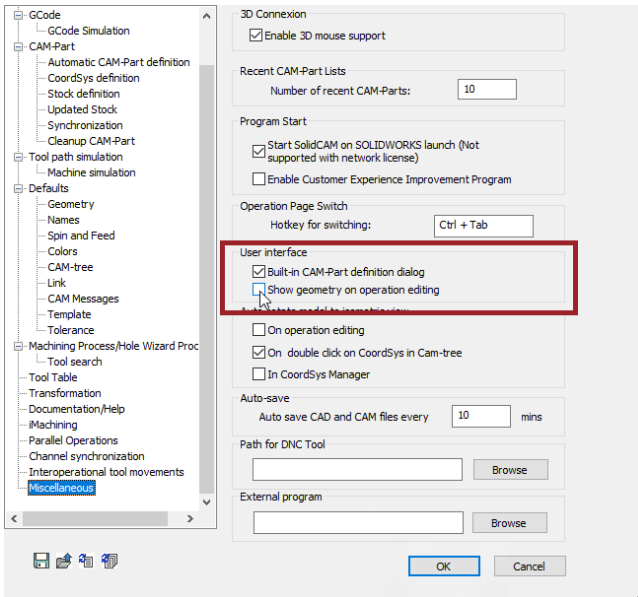 GCode
GCode Simulation
CAM-Part
Automatic CAM-Part definition
CoordSys definition
Stock definition
Updated Stock
Synchronization
Cleanup CAM-Part
Tool path simulation
Machine simulation
Defaults
Geometry
Names
Spin and Feed
Colors
CAM-tree
Link
CAM Messages
Template
Tolerance
Machining Process/Hole Wizard Proc
Tool search
Tool Table
Transformation
Documentation/Help
iMachining
Parallel Operations
Channel synchronization
Interoperational tool movements
Miscellaneous
3D Connexion
Enable 3D mouse support
Recent CAM-Part Lists
Number of recent CAM-Parts: 10
Program Start
Start SolidCAM on SOLIDWORKS launch (Not
supported with network license)
Enable Customer Experience Improvement Program
Operation Page Switch
Hotkey for switching: Ctrl + Tab
User interface
Built-in CAM-Part definition dialog
Show geometry on operation editing
Auto-rotate model to isometric view
On operation editing
On double click on CoordSys in Cam-tree
In CoordSys Manager
Auto-save
Auto save CAD and CAM files every 10 mins
Path for DNC Tool
Browse
External program
Browse
OK Cancel